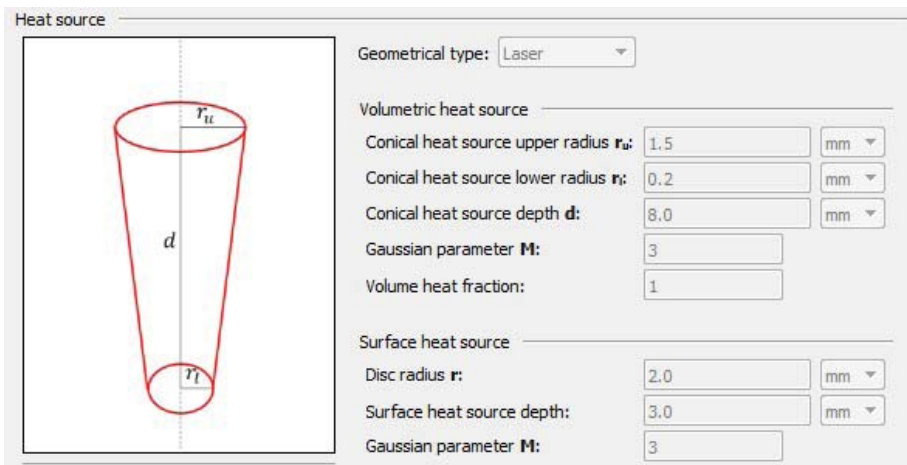 Heat source
Geometrical type: Laser
Volumetric heat source
Conical heat source upper radius rᵤ: 1.5 mm
Conical heat source lower radius rₗ: 0.2 mm
Conical heat source depth d: 8.0 mm
Gaussian parameter M: 3
Volume heat fraction: 1
Surface heat source
Disc radius r: 2.0 mm
Surface heat source depth: 3.0 mm
Gaussian parameter M: 3
rᵤ
d
rₗ